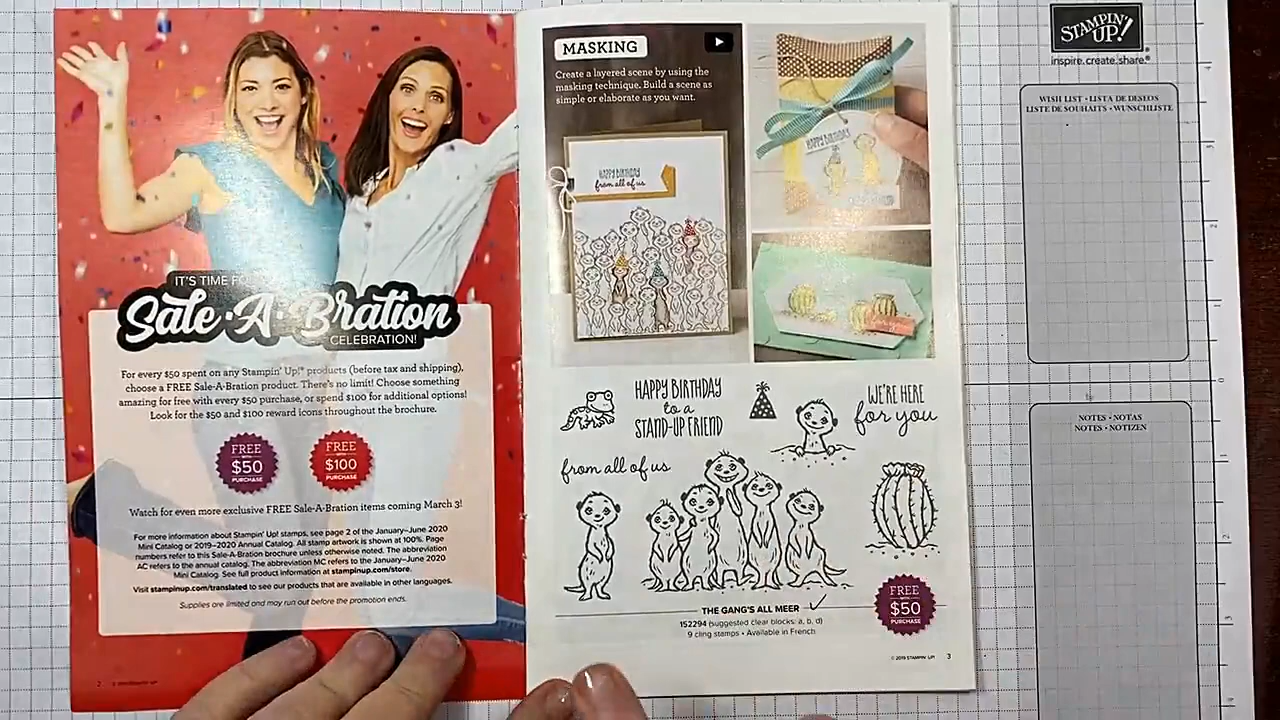 IT'S TIME FOR
Sale·A·Bration
CELEBRATION!
For every $50 spent on any Stampin' Up!® products (before tax and shipping),
choose a FREE Sale-A-Bration product. There's no limit! Choose something
amazing for free with every $50 purchase, or spend $100 for additional options!
Look for the $50 and $100 reward icons throughout the brochure.
FREE
WITH
$50
PURCHASE
FREE
WITH
$100
PURCHASE
Watch for even more exclusive FREE Sale-A-Bration items coming March 3!
For more information about Stampin' Up! stamps, see page 2 of the January–June 2020
Mini Catalog or 2019–2020 Annual Catalog. All stamp artwork is shown at 100%. Page
numbers refer to this Sale-A-Bration brochure unless otherwise noted. The abbreviation
AC refers to the annual catalog. The abbreviation MC refers to the January–June 2020
Mini Catalog. See full product information at stampinup.com/store.
Visit stampinup.com/translated to see our products that are available in other languages.
Supplies are limited and may run out before the promotion ends.
2
MASKING
Create a layered scene by using the
masking technique. Build a scene as
simple or elaborate as you want.
HAPPY BIRTHDAY
from all of us
HAPPY BIRTHDAY
HAPPY BIRTHDAY
to a
STAND-UP FRIEND
WE'RE HERE
for you
from all of us
THE GANG'S ALL MEER
152294 (suggested clear blocks: a, b, d)
9 cling stamps • Available in French
FREE
WITH
$50
PURCHASE
© 2019 STAMPIN' UP! 3
STAMPIN' UP!®
inspire.create.share.®
WISH LIST • LISTA DE DESEOS
LISTE DE SOUHAITS • WUNSCHLISTE
NOTES • NOTAS
NOTES • NOTIZEN